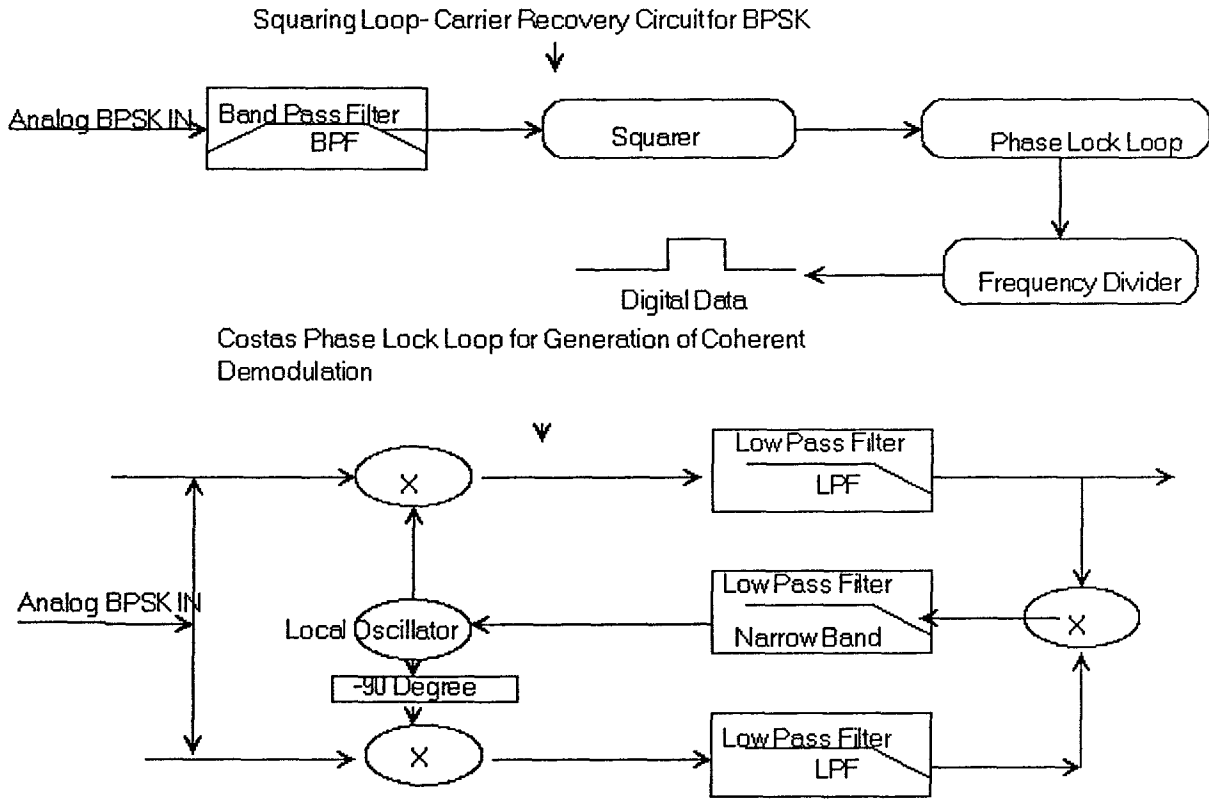 Squaring Loop- Carrier Recovery Circuit for BPSK
Analog BPSK IN
Band Pass Filter
BPF
Squarer
Phase Lock Loop
Frequency Divider
Digital Data
Costas Phase Lock Loop for Generation of Coherent
Demodulation
Low Pass Filter
LPF
X
Analog BPSK IN
Local Oscillator
Low Pass Filter
Narrow Band
X
-90 Degree
X
Low Pass Filter
LPF